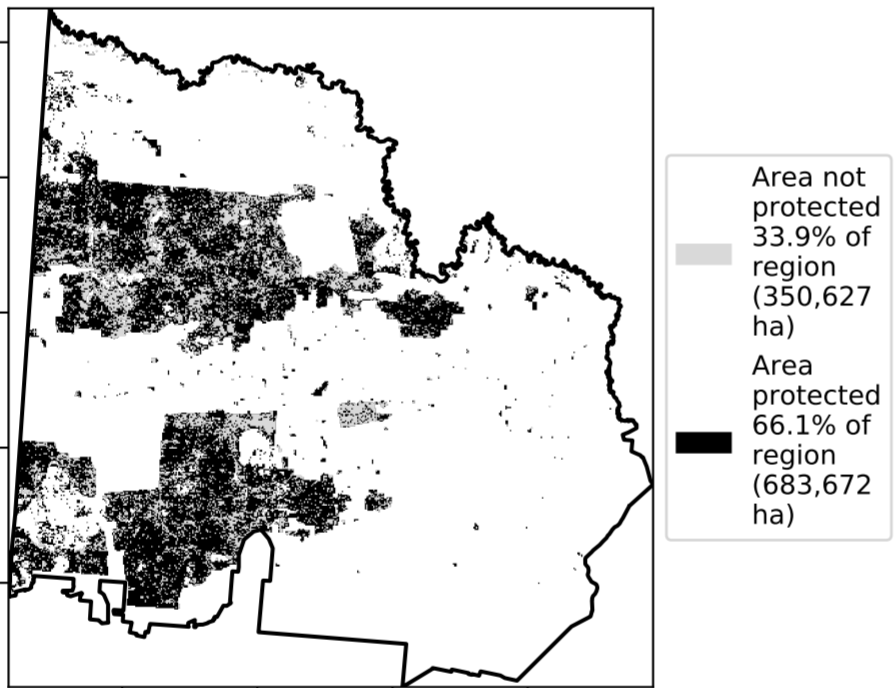 Area not
protected
33.9% of
region
(350,627
ha)
Area
protected
66.1% of
region
(683,672
ha)